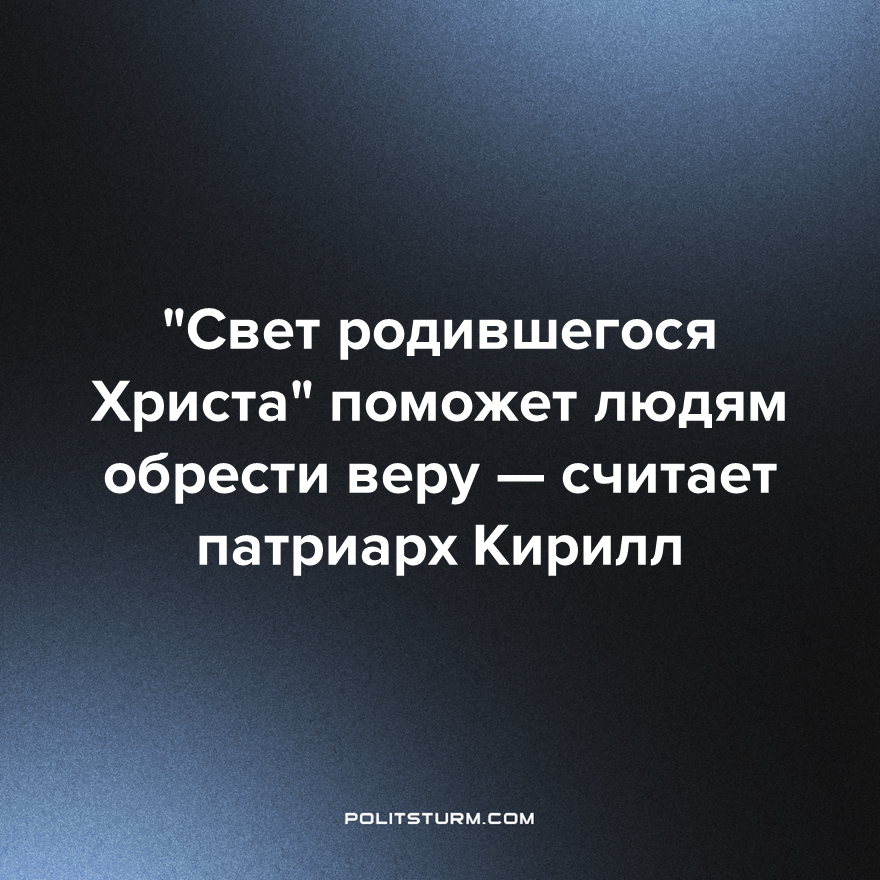 "Свет родившегося
Христа" поможет людям
обрести веру — считает
патриарх Кирилл
POLITSTURM.COM